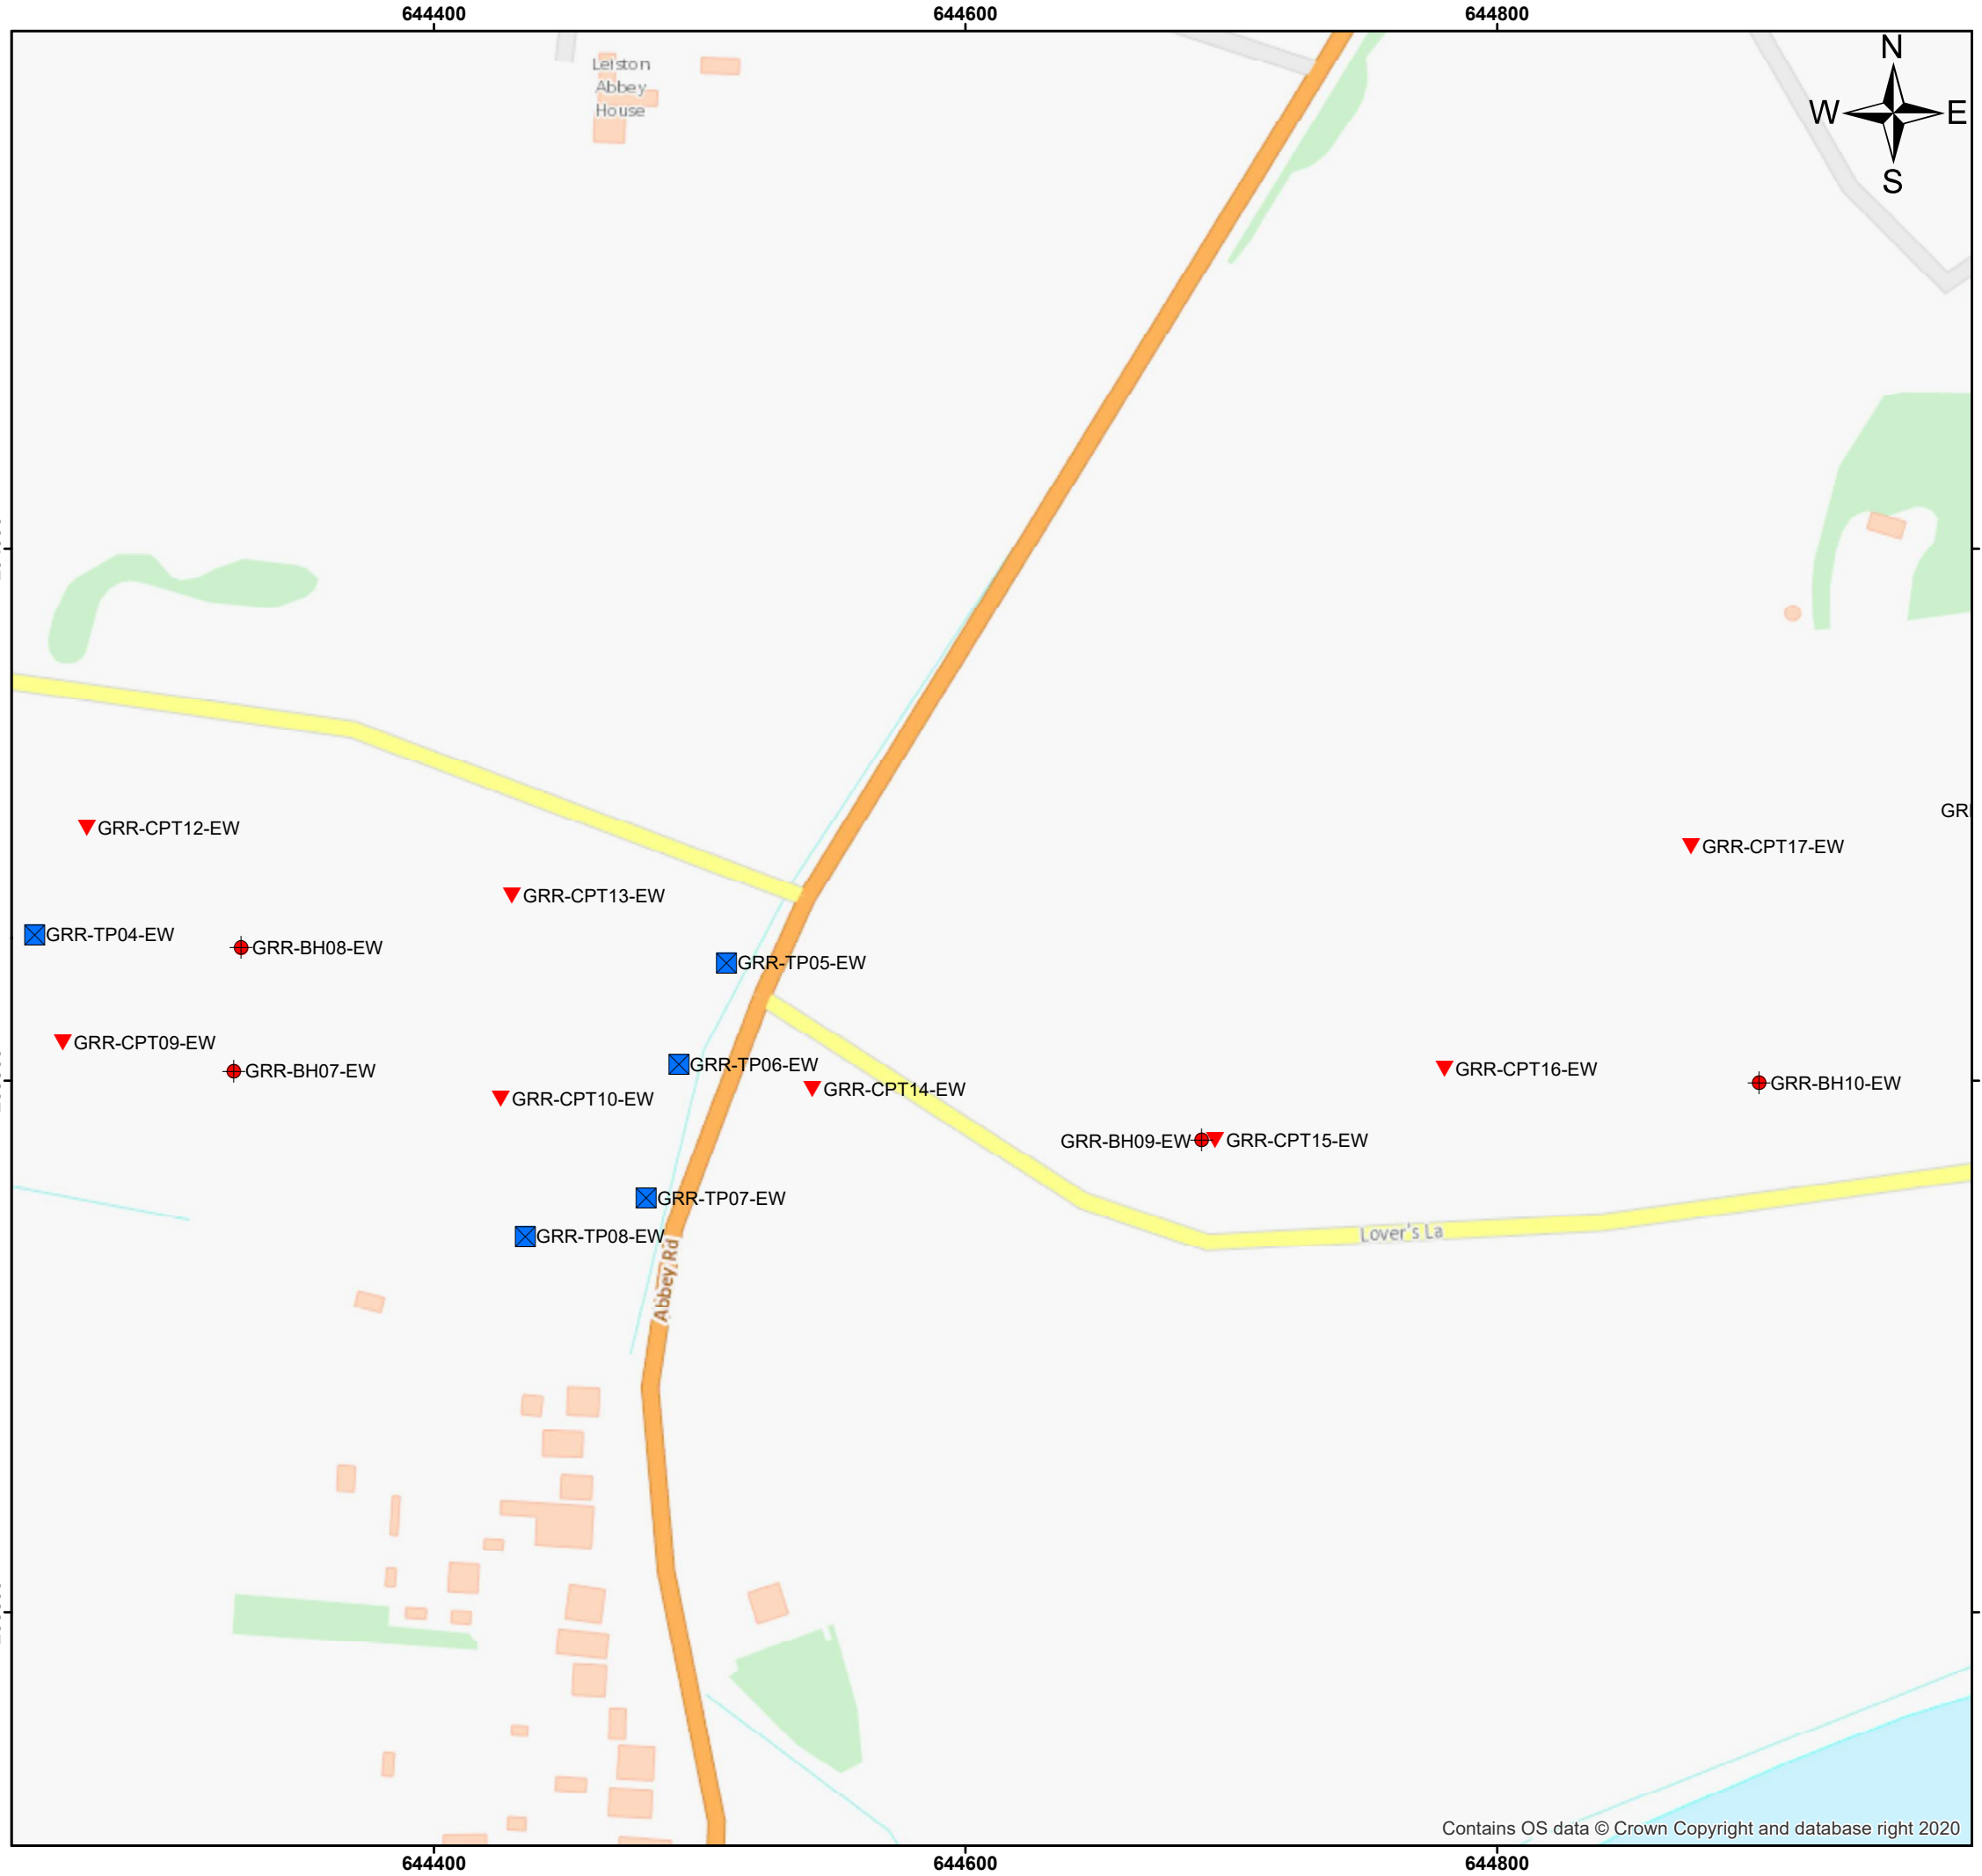 644400
644600
644800
N
W
E
S
Leiston
Abbey
House
GRR-CPT12-EW
GRI
GRR-CPT17-EW
GRR-CPT13-EW
GRR-TP04-EW
GRR-BH08-EW
GRR-TP05-EW
GRR-CPT09-EW
GRR-BH07-EW
GRR-TP06-EW
GRR-CPT16-EW
GRR-BH10-EW
GRR-CPT14-EW
GRR-CPT10-EW
GRR-BH09-EW
GRR-CPT15-EW
GRR-TP07-EW
GRR-TP08-EW
Lover's La
Abbey Rd
Contains OS data © Crown Copyright and database right 2020
644400
644600
644800